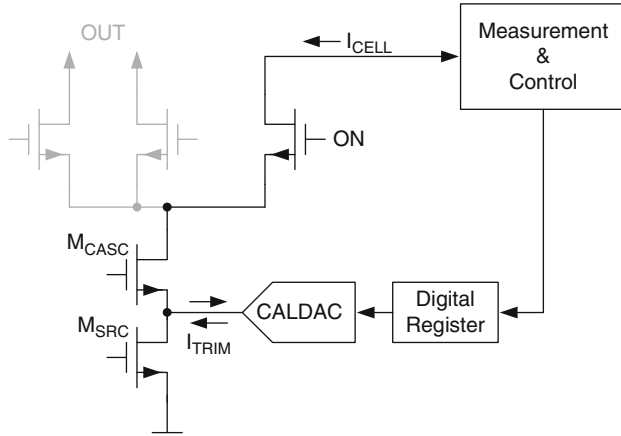 OUT
I_CELL
Measurement
&
Control
ON
M_CASC
M_SRC
I_TRIM
CALDAC
Digital
Register